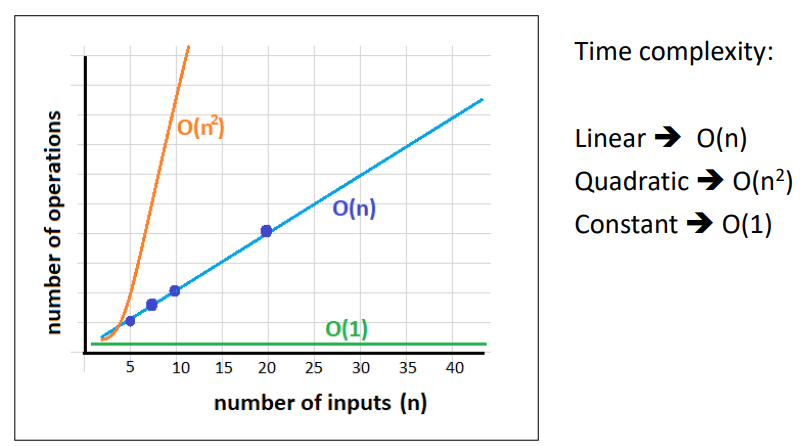 number of operations
O(n²)
O(n)
O(1)
5 10 15 20 25 30 35 40
number of inputs (n)
Time complexity:
Linear ➔ O(n)
Quadratic ➔ O(n²)
Constant ➔ O(1)